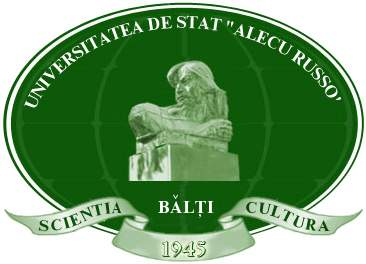 UNIVERSITATEA DE STAT "ALECU RUSSO'
BĂLȚI
SCIENTIA CULTURA
1945